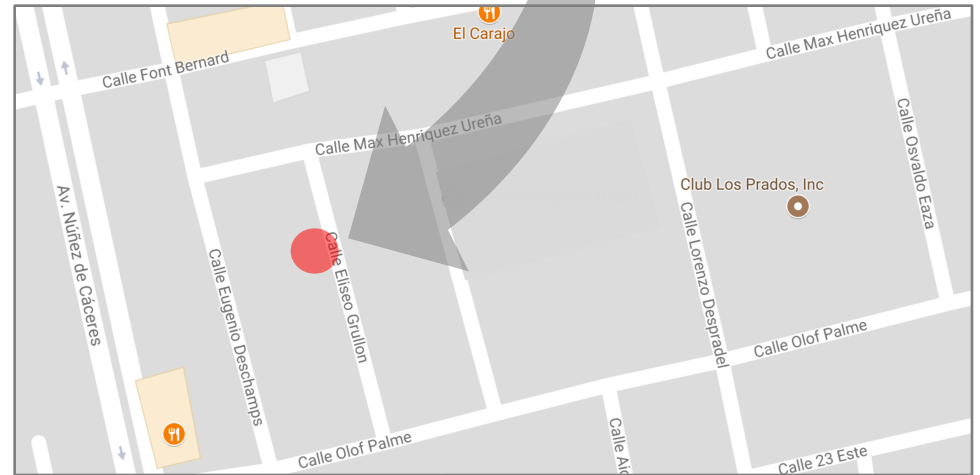 El Carajo
Calle Max Henriquez Ureña
Calle Font Bernard
Calle Max Henriquez Ureña
Calle Osvaldo Eaza
Club Los Prados, Inc
Av. Núñez de Cáceres
Calle Eugenio Deschamps
Calle Eliseo Grullon
Calle Lorenzo Despradel
Calle Olof Palme
Calle Olof Palme
Calle
Calle 23 Este